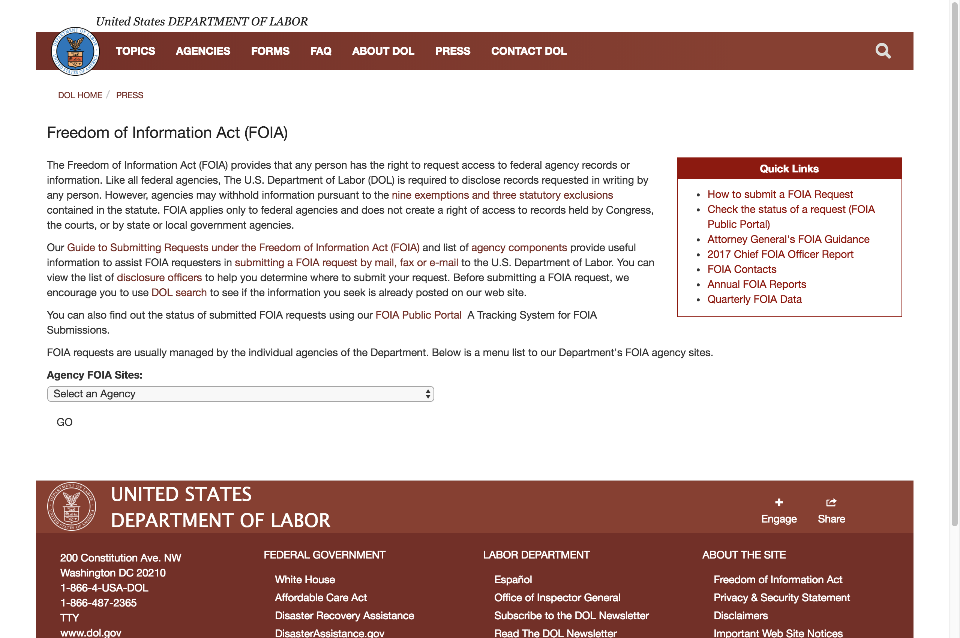 United States DEPARTMENT OF LABOR
TOPICS AGENCIES FORMS FAQ ABOUT DOL PRESS CONTACT DOL
DOL HOME / PRESS
Freedom of Information Act (FOIA)
The Freedom of Information Act (FOIA) provides that any person has the right to request access to federal agency records or
information. Like all federal agencies, The U.S. Department of Labor (DOL) is required to disclose records requested in writing by
any person. However, agencies may withhold information pursuant to the nine exemptions and three statutory exclusions
contained in the statute. FOIA applies only to federal agencies and does not create a right of access to records held by Congress,
the courts, or by state or local government agencies.
Our Guide to Submitting Requests under the Freedom of Information Act (FOIA) and list of agency components provide useful
information to assist FOIA requesters in submitting a FOIA request by mail, fax or e-mail to the U.S. Department of Labor. You can
view the list of disclosure officers to help you determine where to submit your request. Before submitting a FOIA request, we
encourage you to use DOL search to see if the information you seek is already posted on our web site.
You can also find out the status of submitted FOIA requests using our FOIA Public Portal A Tracking System for FOIA
Submissions.
FOIA requests are usually managed by the individual agencies of the Department. Below is a menu list to our Department's FOIA agency sites.
Agency FOIA Sites:
Select an Agency
GO
Quick Links
• How to submit a FOIA Request
• Check the status of a request (FOIA
Public Portal)
• Attorney General's FOIA Guidance
• 2017 Chief FOIA Officer Report
• FOIA Contacts
• Annual FOIA Reports
• Quarterly FOIA Data
UNITED STATES
DEPARTMENT OF LABOR
Engage Share
200 Constitution Ave. NW
Washington DC 20210
1-866-4-USA-DOL
1-866-487-2365
TTY
www.dol.gov
FEDERAL GOVERNMENT
White House
Affordable Care Act
Disaster Recovery Assistance
DisasterAssistance.gov
LABOR DEPARTMENT
Español
Office of Inspector General
Subscribe to the DOL Newsletter
Read The DOL Newsletter
ABOUT THE SITE
Freedom of Information Act
Privacy & Security Statement
Disclaimers
Important Web Site Notices